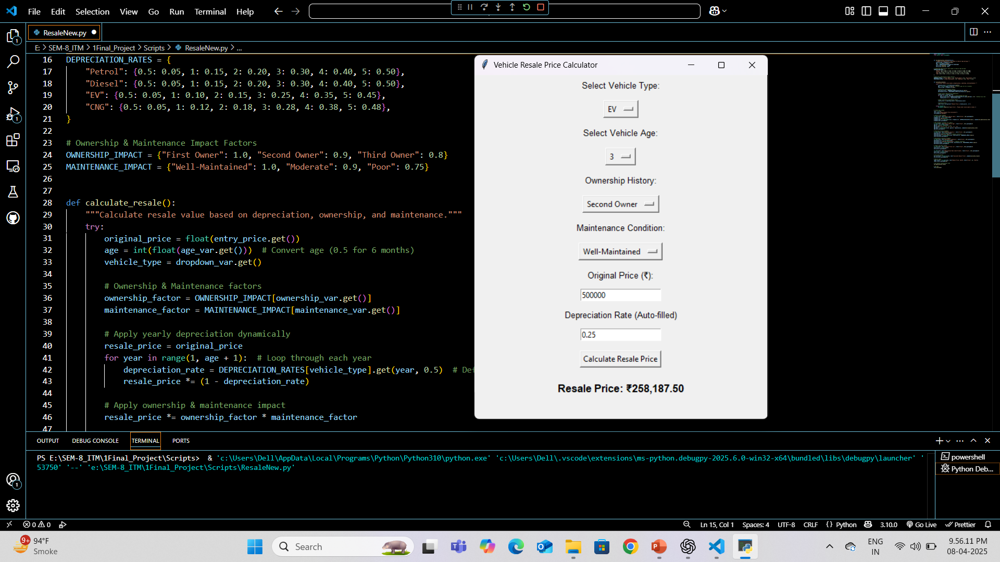 File Edit Selection View Go Run Terminal Help
ResaleNew.py
E: > SEM-8_ITM > 1Final_Project > Scripts > ResaleNew.py > ...
16 DEPRECIATION_RATES = {
17 "Petrol": {0.5: 0.05, 1: 0.15, 2: 0.20, 3: 0.30, 4: 0.40, 5: 0.50},
18 "Diesel": {0.5: 0.05, 1: 0.15, 2: 0.20, 3: 0.30, 4: 0.40, 5: 0.50},
19 "EV": {0.5: 0.05, 1: 0.10, 2: 0.15, 3: 0.25, 4: 0.35, 5: 0.45},
20 "CNG": {0.5: 0.05, 1: 0.12, 2: 0.18, 3: 0.28, 4: 0.38, 5: 0.48},
21 }
22
23 # Ownership & Maintenance Impact Factors
24 OWNERSHIP_IMPACT = {"First Owner": 1.0, "Second Owner": 0.9, "Third Owner": 0.8}
25 MAINTENANCE_IMPACT = {"Well-Maintained": 1.0, "Moderate": 0.9, "Poor": 0.75}
26
27
28 def calculate_resale():
29 """Calculate resale value based on depreciation, ownership, and maintenance."""
30 try:
31 original_price = float(entry_price.get())
32 age = int(float(age_var.get())) # Convert age (0.5 for 6 months)
33 vehicle_type = dropdown_var.get()
34
35 # Ownership & Maintenance factors
36 ownership_factor = OWNERSHIP_IMPACT[ownership_var.get()]
37 maintenance_factor = MAINTENANCE_IMPACT[maintenance_var.get()]
38
39 # Apply yearly depreciation dynamically
40 resale_price = original_price
41 for year in range(1, age + 1): # Loop through each year
42 depreciation_rate = DEPRECIATION_RATES[vehicle_type].get(year, 0.5) # De
43 resale_price *= (1 - depreciation_rate)
44
45 # Apply ownership & maintenance impact
46 resale_price *= ownership_factor * maintenance_factor
47
Vehicle Resale Price Calculator
Select Vehicle Type:
EV
Select Vehicle Age:
3
Ownership History:
Second Owner
Maintenance Condition:
Well-Maintained
Original Price (₹):
500000
Depreciation Rate (Auto-filled)
0.25
Calculate Resale Price
Resale Price: ₹258,187.50
OUTPUT DEBUG CONSOLE TERMINAL PORTS
PS E:\SEM-8_ITM\1Final_Project\Scripts> & 'c:\Users\Dell\AppData\Local\Programs\Python\Python310\python.exe' 'c:\Users\Dell\.vscode\extensions\ms-python.debugpy-2025.6.0-win32-x64\bundled\libs\debugpy\launcher' '
53750' '--' 'e:\SEM-8_ITM\1Final_Project\Scripts\ResaleNew.py'
powershell
Python Deb...
0 0
Ln 15, Col 1 Spaces: 4 UTF-8 CRLF {} Python 3.10.0 Go Live Prettier
9+ 94°F
Smoke
Search
ENG
IN
9.56.11 PM
08-04-2025